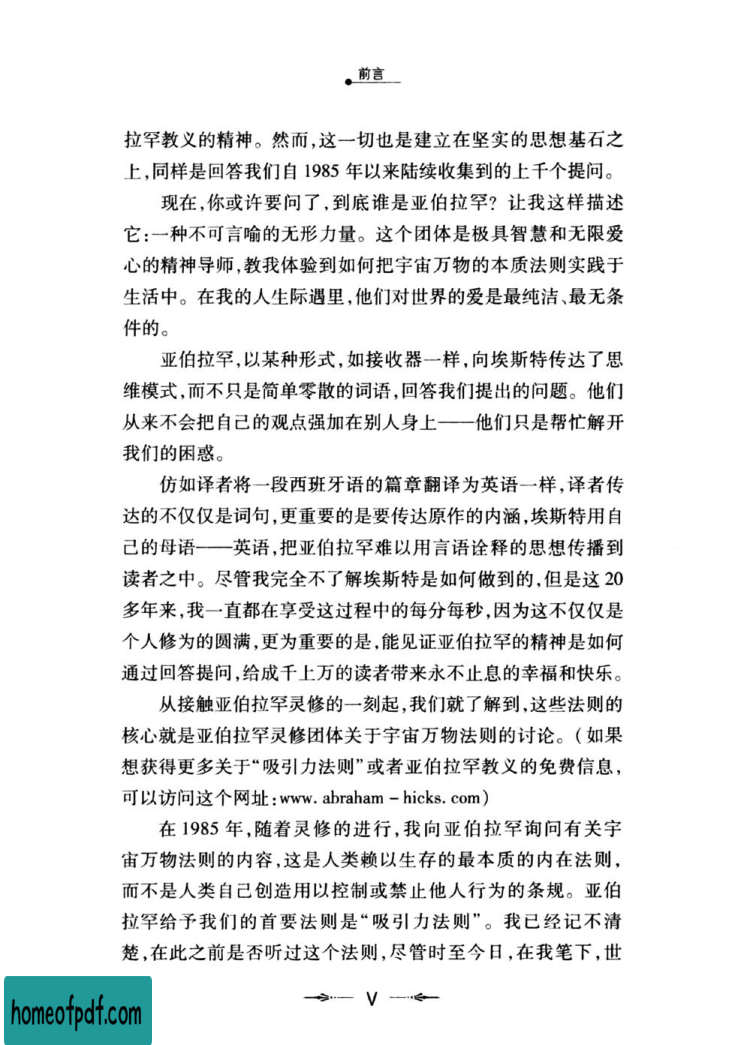 前言
拉罕教义的精神。然而,这一切也是建立在坚实的思想基石之
上,同样是回答我们自 1985 年以来陆续收集到的上千个提问。
现在,你或许要问了,到底谁是亚伯拉罕? 让我这样描述
它:一种不可言喻的无形力量。这个团体是极具智慧和无限爱
心的精神导师,教我体验到如何把宇宙万物的本质法则实践于
生活中。在我的人生际遇里,他们对世界的爱是最纯洁、最无条
件的。
亚伯拉罕,以某种形式,如接收器一样,向埃斯特传达了思
维模式,而不只是简单零散的词语,回答我们提出的问题。他们
从来不会把自己的观点强加在别人身上——他们只是帮忙解开
我们的困惑。
仿如译者将一段西班牙语的篇章翻译为英语一样,译者传
达的不仅仅是词句,更重要的是要传达原作的内涵,埃斯特用自
己的母语——英语,把亚伯拉罕难以用言语诠释的思想传播到
读者之中。尽管我完全不了解埃斯特是如何做到的,但是这 20
多年来,我一直都在享受这过程中的每分每秒,因为这不仅仅是
个人修为的圆满,更为重要的是,能见证亚伯拉罕的精神是如何
通过回答提问,给成千上万的读者带来永不止息的幸福和快乐。
从接触亚伯拉罕灵修的一刻起,我们就了解到,这些法则的
核心就是亚伯拉罕灵修团体关于宇宙万物法则的讨论。(如果
想获得更多关于“吸引力法则”或者亚伯拉罕教义的免费信息,
可以访问这个网址:www. abraham – hicks. com)
在 1985 年,随着灵修的进行,我向亚伯拉罕询问有关宇
宙万物法则的内容,这是人类赖以生存的最本质的内在法则,
而不是人类自己创造用以控制或禁止他人行为的条规。亚伯
拉罕给予我们的首要法则是“吸引力法则”。我已经记不清
楚,在此之前是否听过这个法则,尽管时至今日,在我笔下,世
V
homeofpdf.com